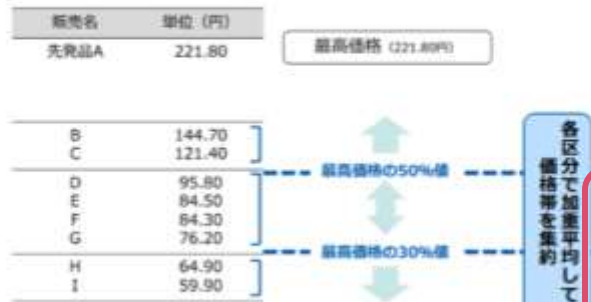 販売名 単位（円）
先発品A 221.80
最高価格（221.80円）
B 144.70
C 121.40
最高価格の50%値
D 95.80
E 84.50
F 84.30
G 76.20
最高価格の30%値
H 64.90
I 59.90
各区分で加重平均して
価格帯を集約